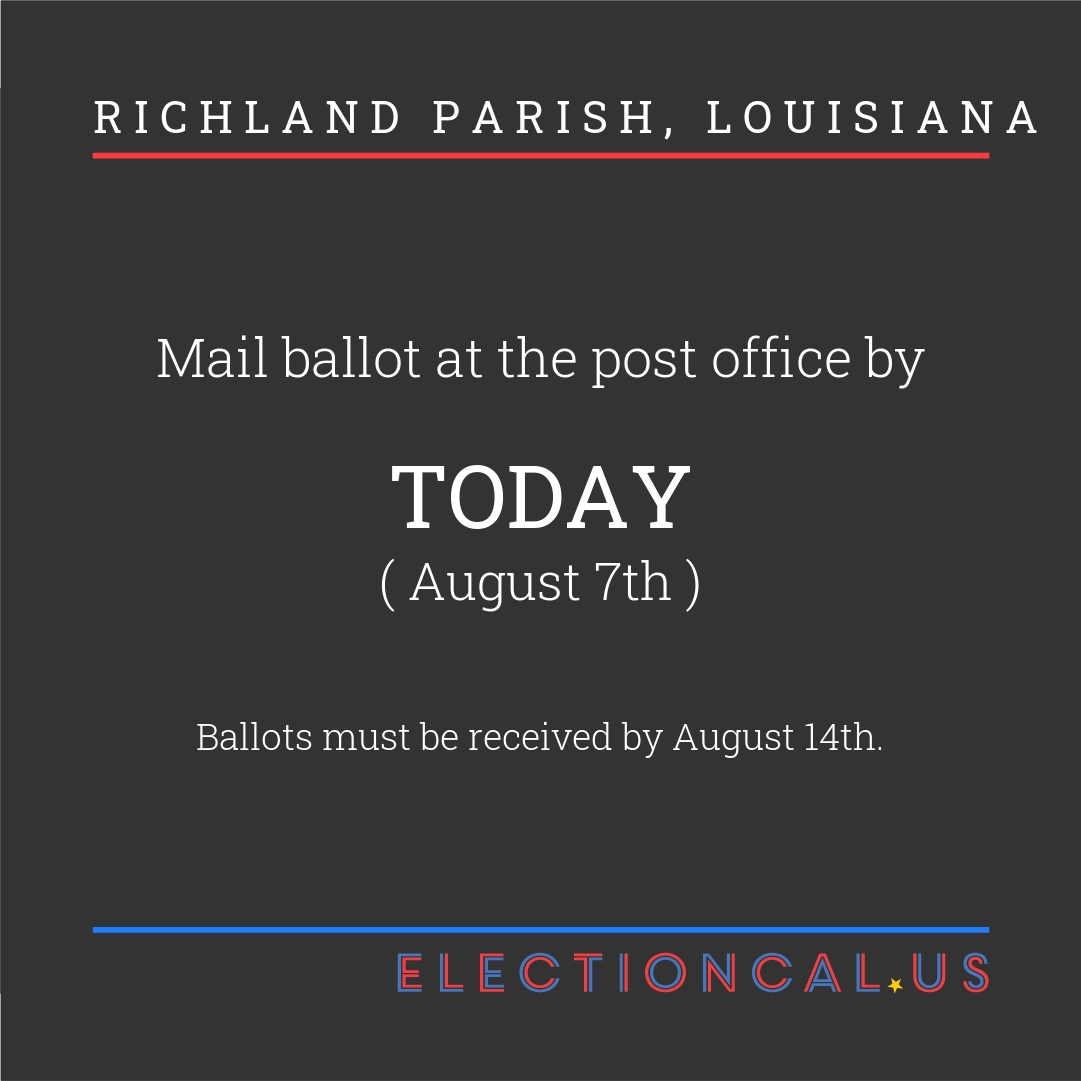 RICHLAND PARISH, LOUISIANA
Mail ballot at the post office by
TODAY
( August 7th )
Ballots must be received by August 14th.
ELECTIONCAL.US